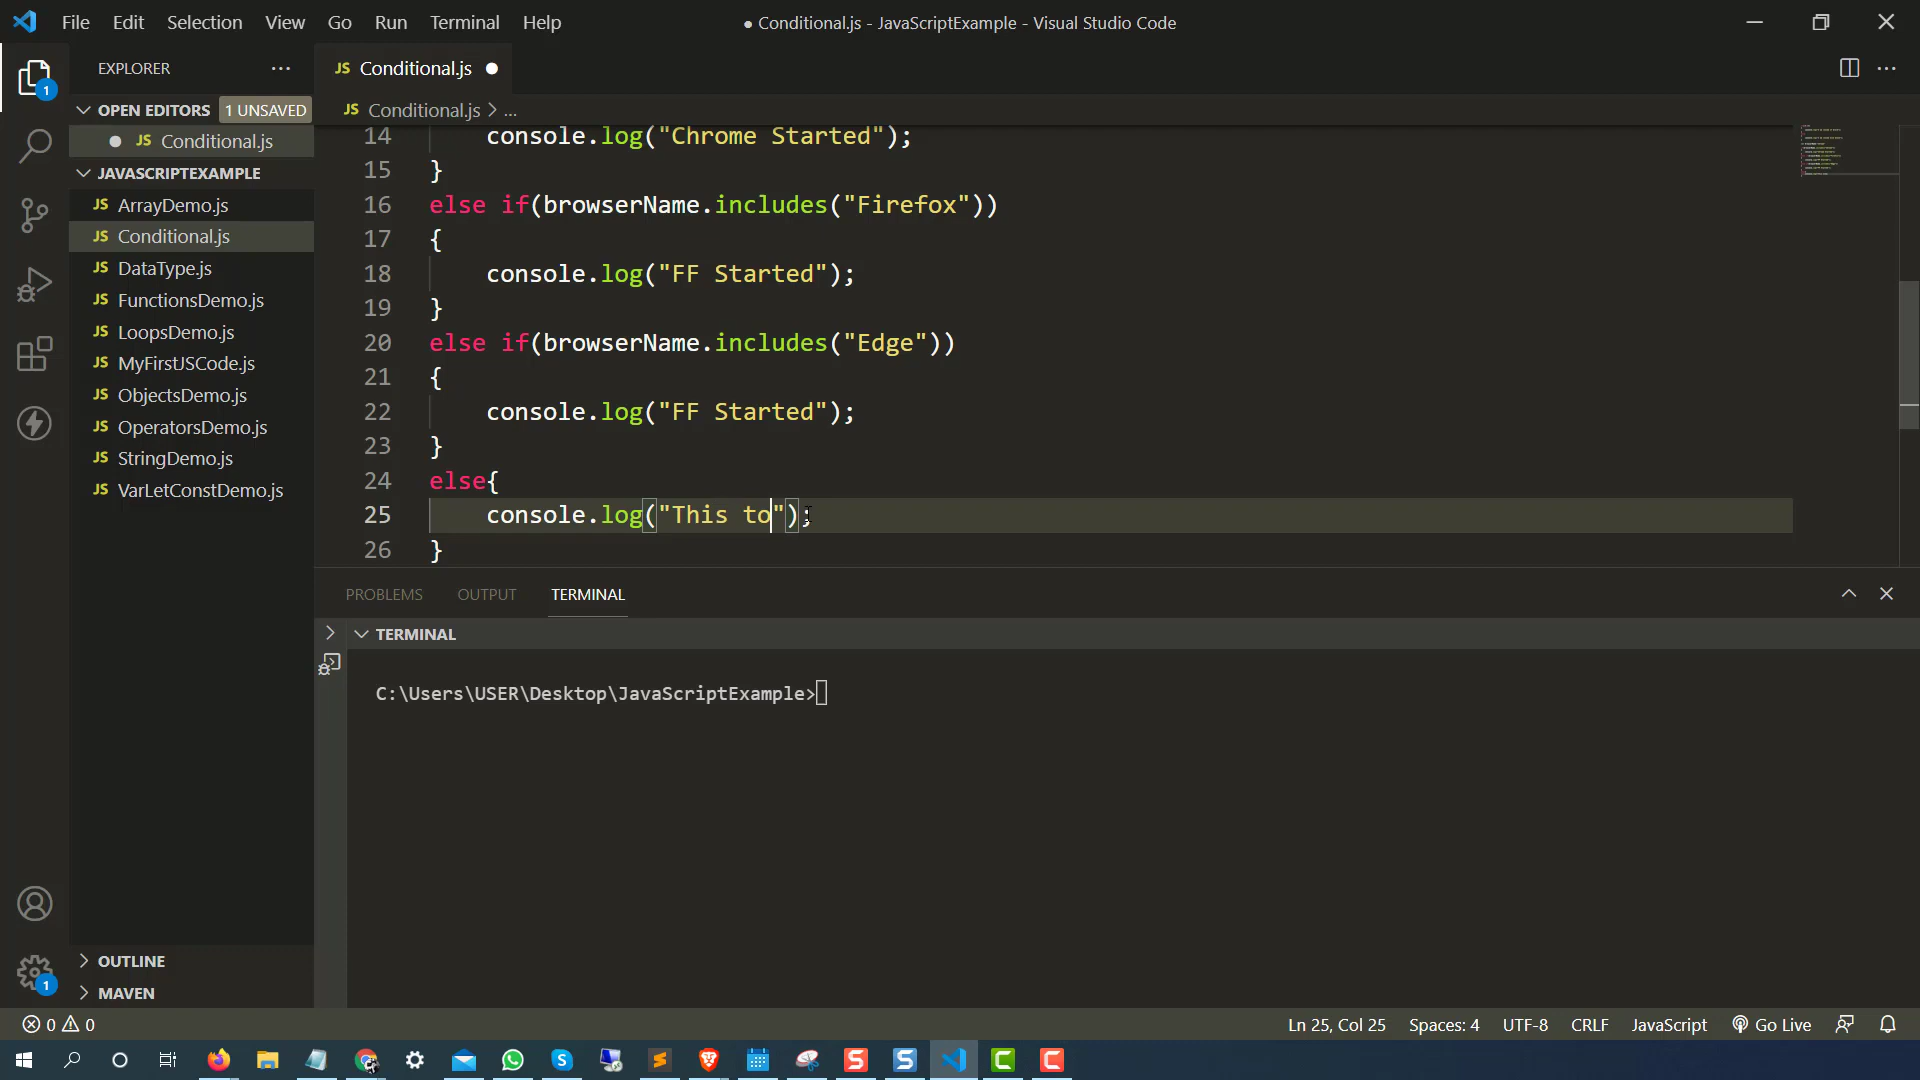 File Edit Selection View Go Run Terminal Help
● Conditional.js - JavaScriptExample - Visual Studio Code
EXPLORER
JS Conditional.js
OPEN EDITORS 1 UNSAVED
JS Conditional.js > ...
JS Conditional.js
JAVASCRIPTEXAMPLE
JS ArrayDemo.js
JS Conditional.js
JS DataType.js
JS FunctionsDemo.js
JS LoopsDemo.js
JS MyFirstJSCode.js
JS ObjectsDemo.js
JS OperatorsDemo.js
JS StringDemo.js
JS VarLetConstDemo.js
OUTLINE
MAVEN
14 console.log("Chrome Started");
15 }
16 else if(browserName.includes("Firefox"))
17 {
18 console.log("FF Started");
19 }
20 else if(browserName.includes("Edge"))
21 {
22 console.log("FF Started");
23 }
24 else{
25 console.log("This to");
26 }
PROBLEMS OUTPUT TERMINAL
TERMINAL
C:\Users\USER\Desktop\JavaScriptExample>
1
1
0 0
Ln 25, Col 25 Spaces: 4 UTF-8 CRLF JavaScript Go Live